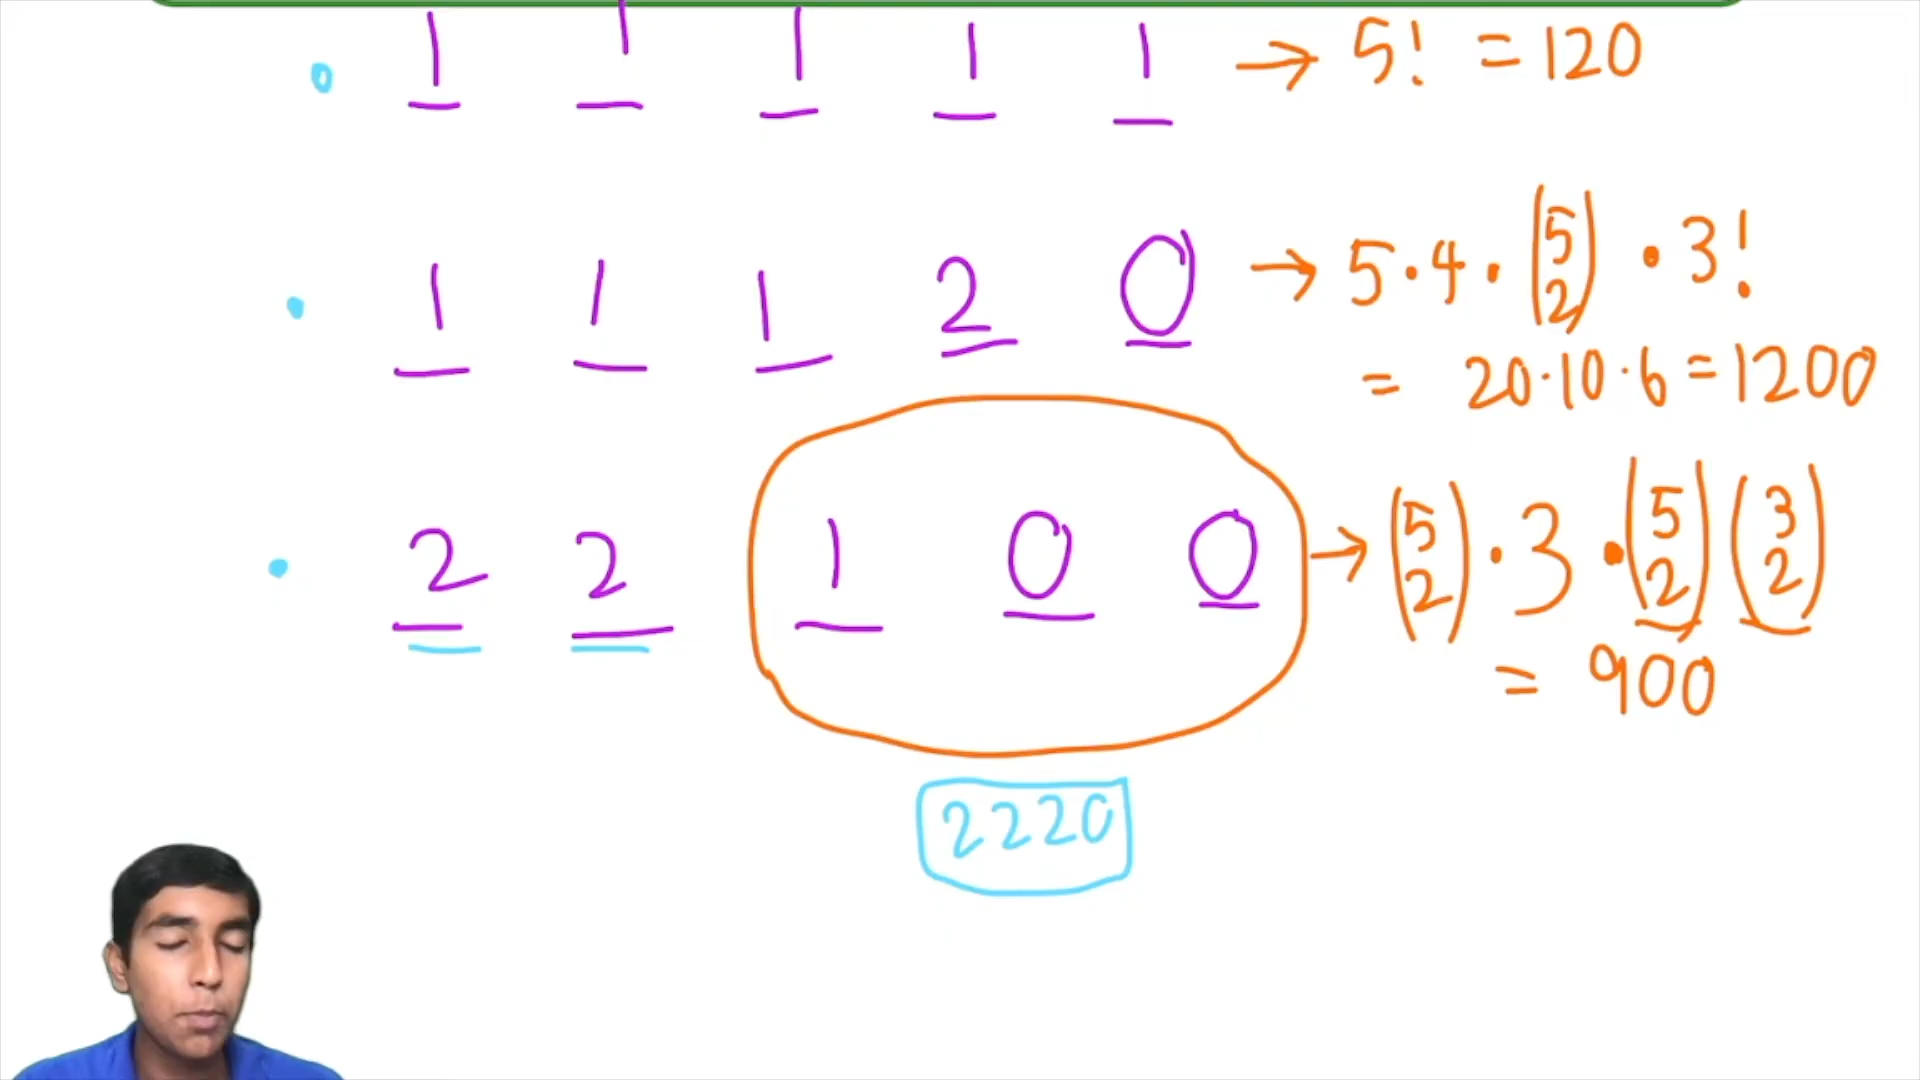 1 1 1 1 1 → 5! = 120
1 1 1 2 0 → 5·4·(5 2)·3!
= 20·10·6=1200
2 2 1 0 0 → (5 2)·3·(5 2)(3 2)
= 900
2220